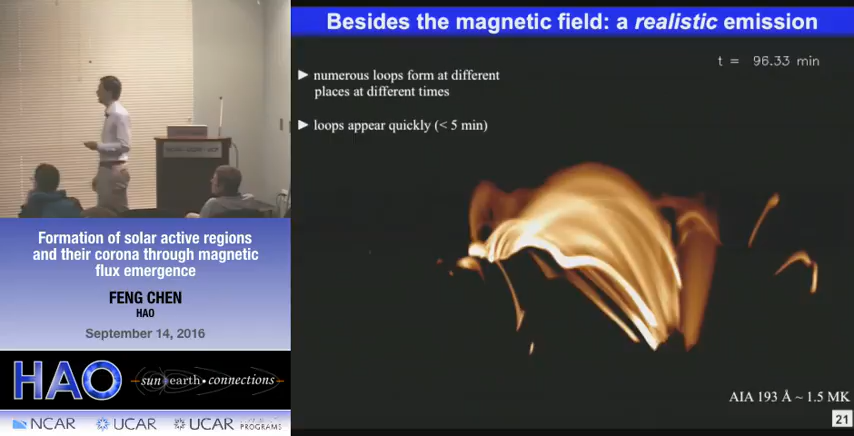 Besides the magnetic field: a realistic emission
t = 96.33 min
▶ numerous loops form at different
places at different times
▶ loops appear quickly (< 5 min)
AIA 193 Å ~ 1.5 MK
21
Formation of solar active regions
and their corona through magnetic
flux emergence
FENG CHEN
HAO
September 14, 2016
HAO
sun•earth•connections
NCAR
UCAR
UCAR
PROGRAMS